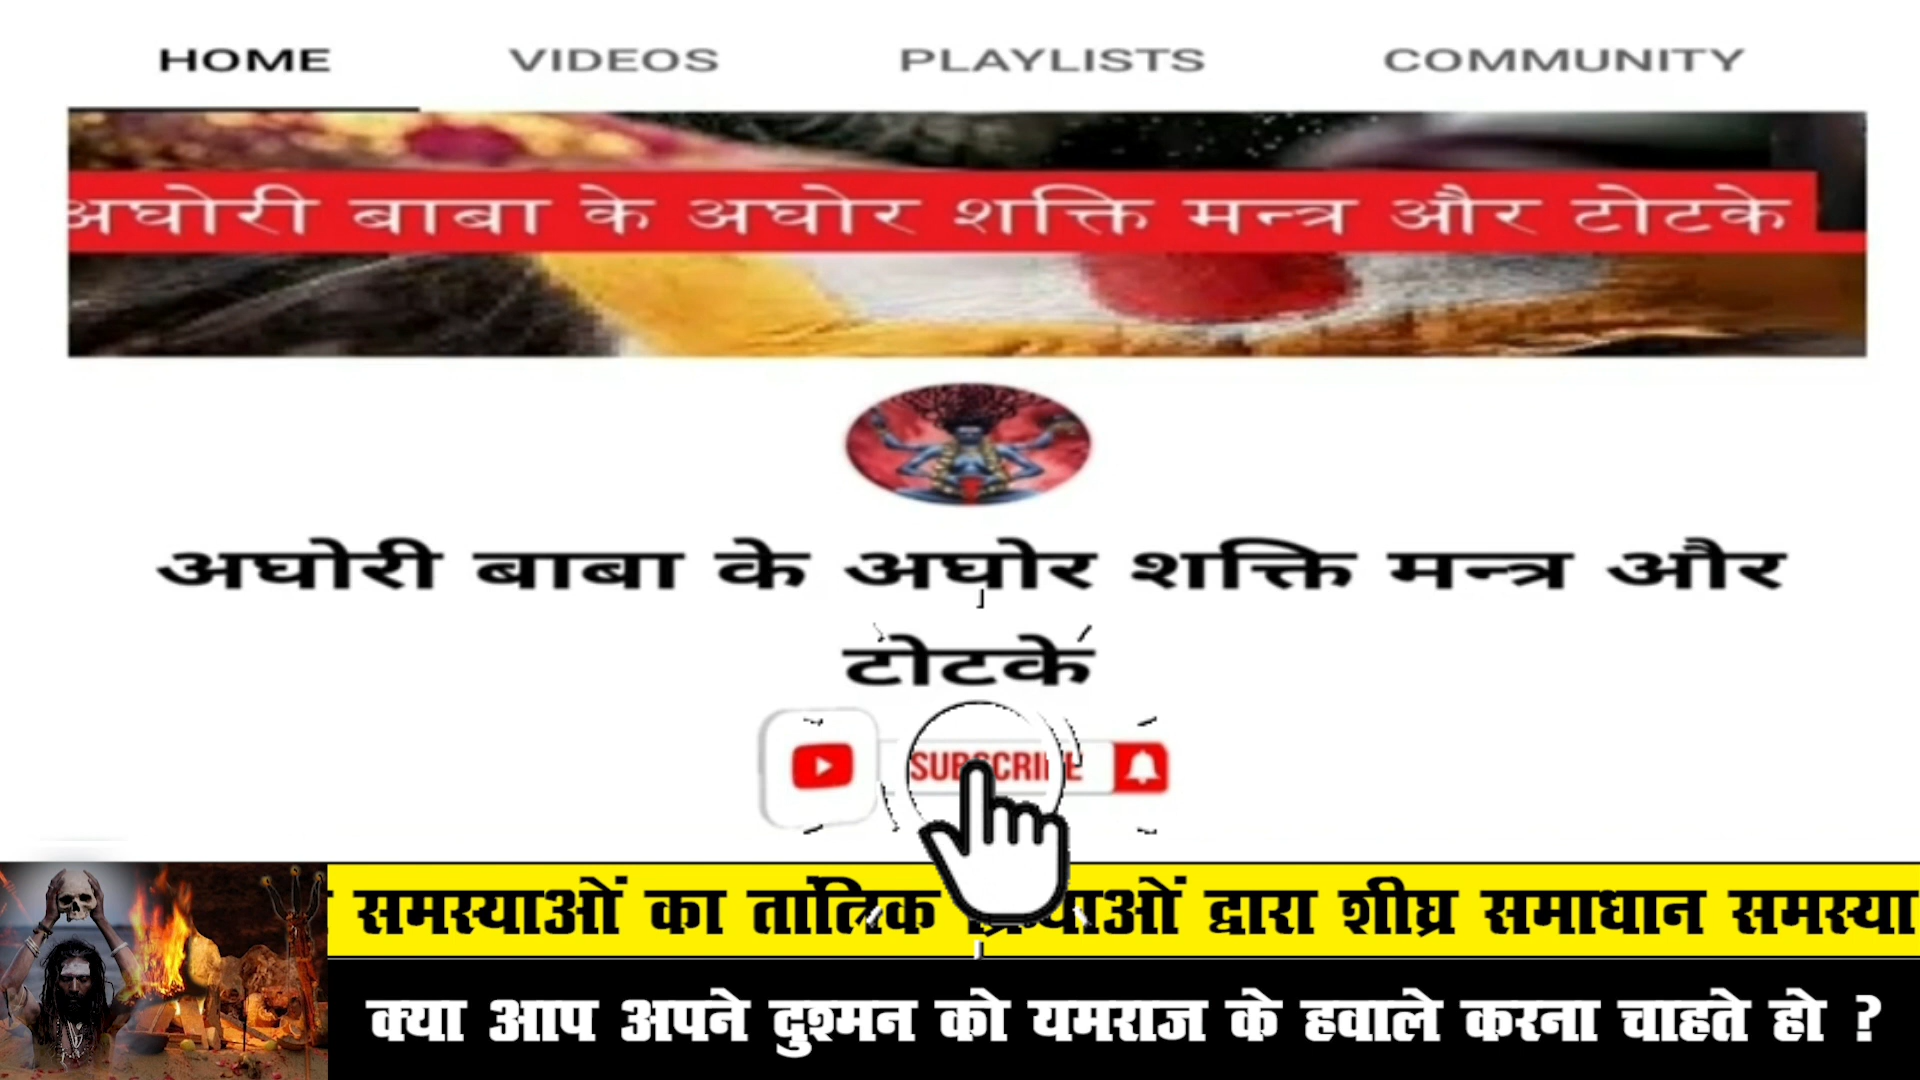 HOME VIDEOS PLAYLISTS COMMUNITY
अघोरी बाबा के अघोर शक्ति मन्त्र और टोटके
अघोरी बाबा के अघोर शक्ति मन्त्र और
टोटके
SUBSCRIBE
समस्याओं का तांत्रिक द्वारा शीघ्र समाधान समस्या
क्या आप अपने दुश्मन को यमराज के हवाले करना चाहते हो ?